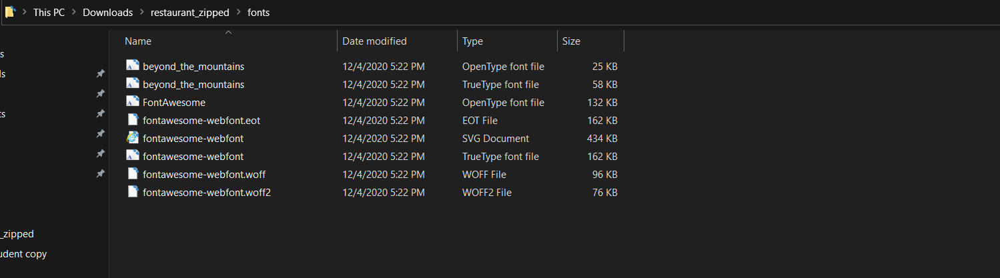 This PC > Downloads > restaurant_zipped > fonts
Name Date modified Type Size
beyond_the_mountains 12/4/2020 5:22 PM OpenType font file 25 KB
beyond_the_mountains 12/4/2020 5:22 PM TrueType font file 58 KB
FontAwesome 12/4/2020 5:22 PM OpenType font file 132 KB
fontawesome-webfont.eot 12/4/2020 5:22 PM EOT File 162 KB
fontawesome-webfont 12/4/2020 5:22 PM SVG Document 434 KB
fontawesome-webfont 12/4/2020 5:22 PM TrueType font file 162 KB
fontawesome-webfont.woff 12/4/2020 5:22 PM WOFF File 96 KB
fontawesome-webfont.woff2 12/4/2020 5:22 PM WOFF2 File 76 KB
s
ls
ts
_zipped
udent copy